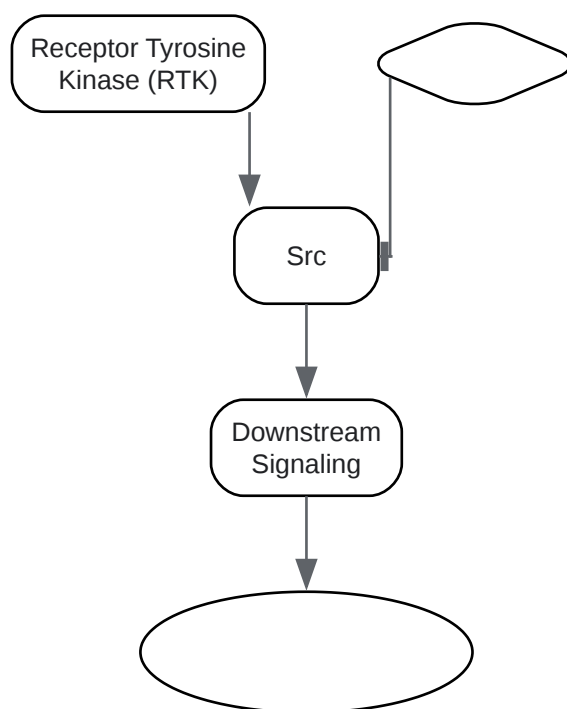 Receptor Tyrosine
Kinase (RTK)
Src
Downstream
Signaling